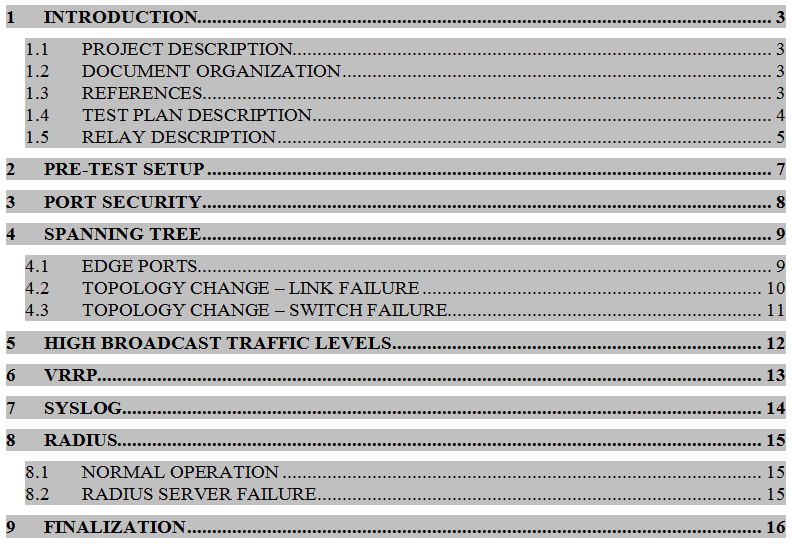 1 INTRODUCTION........................................................................................................ 3
1.1 PROJECT DESCRIPTION........................................................................................ 3
1.2 DOCUMENT ORGANIZATION............................................................................... 3
1.3 REFERENCES........................................................................................................ 3
1.4 TEST PLAN DESCRIPTION.................................................................................... 4
1.5 RELAY DESCRIPTION........................................................................................... 5
2 PRE-TEST SETUP.................................................................................................... 7
3 PORT SECURITY..................................................................................................... 8
4 SPANNING TREE..................................................................................................... 9
4.1 EDGE PORTS......................................................................................................... 9
4.2 TOPOLOGY CHANGE – LINK FAILURE............................................................... 10
4.3 TOPOLOGY CHANGE – SWITCH FAILURE.......................................................... 11
5 HIGH BROADCAST TRAFFIC LEVELS................................................................... 12
6 VRRP...................................................................................................................... 13
7 SYSLOG.................................................................................................................. 14
8 RADIUS.................................................................................................................. 15
8.1 NORMAL OPERATION.......................................................................................... 15
8.2 RADIUS SERVER FAILURE................................................................................... 15
9 FINALIZATION........................................................................................................ 16